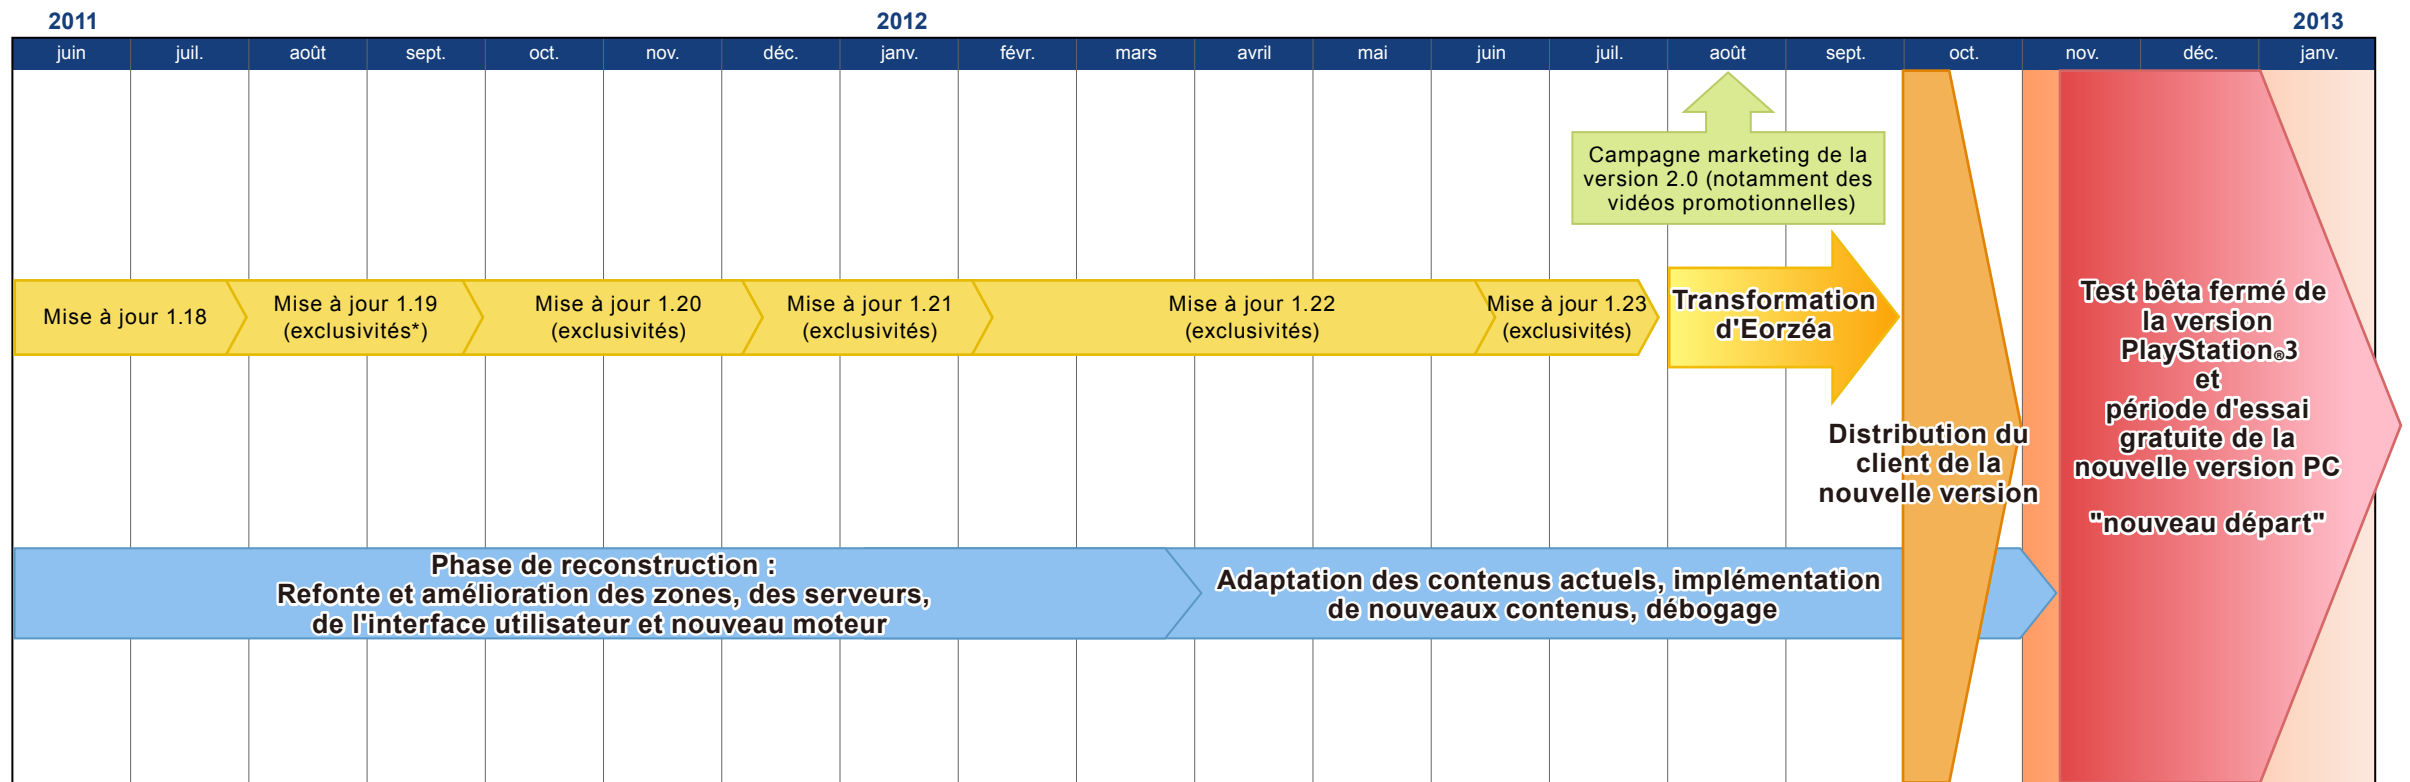 2011
2012
2013
juin
juil.
août
sept.
oct.
nov.
déc.
janv.
févr.
mars
avril
mai
juin
juil.
août
sept.
oct.
nov.
déc.
janv.
Campagne marketing de la
version 2.0 (notamment des
vidéos promotionnelles)
Mise à jour 1.18
Mise à jour 1.19
(exclusivités*)
Mise à jour 1.20
(exclusivités)
Mise à jour 1.21
(exclusivités)
Mise à jour 1.22
(exclusivités)
Mise à jour 1.23
(exclusivités)
Transformation
d'Eorzéa
Distribution du
client de la
nouvelle version
Test bêta fermé de
la version
PlayStation®3
et
période d'essai
gratuite de la
nouvelle version PC
"nouveau départ"
Phase de reconstruction :
Refonte et amélioration des zones, des serveurs,
de l'interface utilisateur et nouveau moteur
Adaptation des contenus actuels, implémentation
de nouveaux contenus, débogage